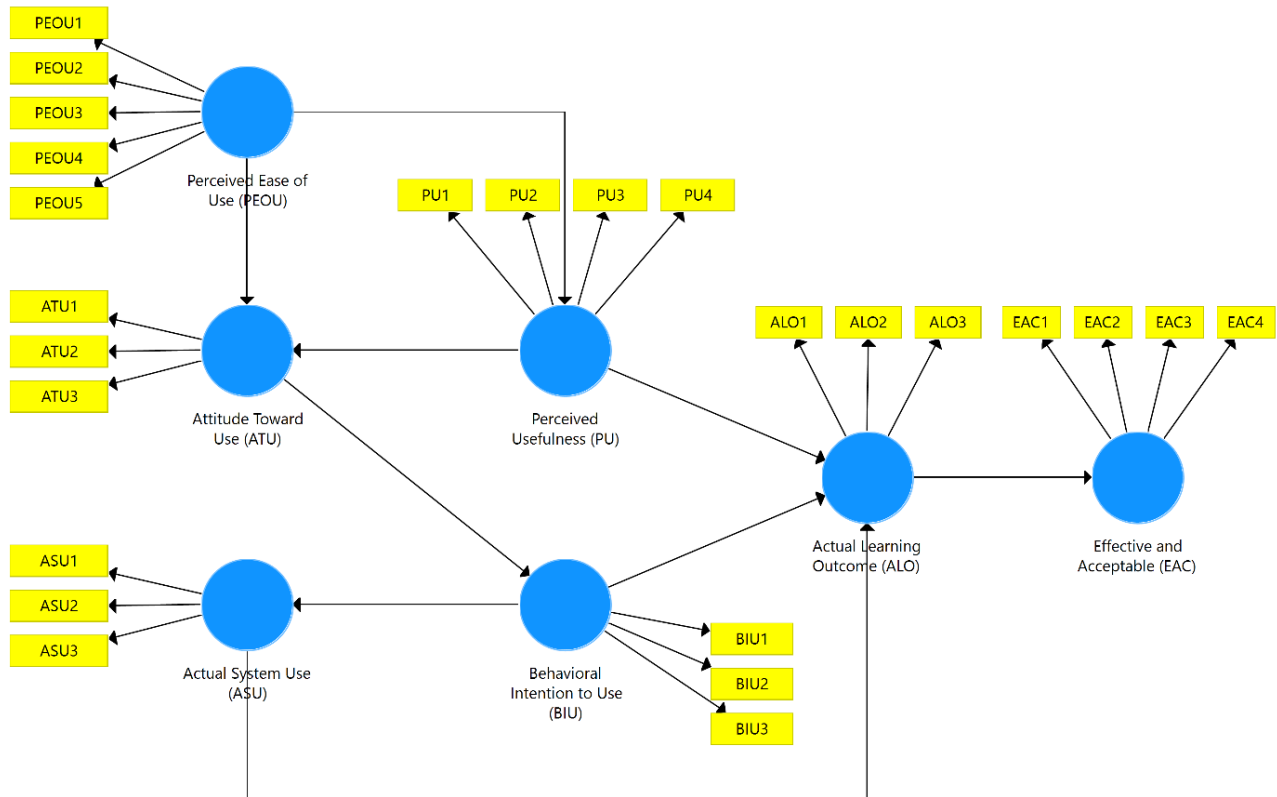 PEOU1
PEOU2
PEOU3
PEOU4
PEOU5
Perceived Ease of
Use (PEOU)
PU1
PU2
PU3
PU4
ATU1
ATU2
ATU3
Attitude Toward
Use (ATU)
Perceived
Usefulness (PU)
ALO1
ALO2
ALO3
EAC1
EAC2
EAC3
EAC4
Actual Learning
Outcome (ALO)
Effective and
Acceptable (EAC)
ASU1
ASU2
ASU3
Actual System Use
(ASU)
Behavioral
Intention to Use
(BIU)
BIU1
BIU2
BIU3